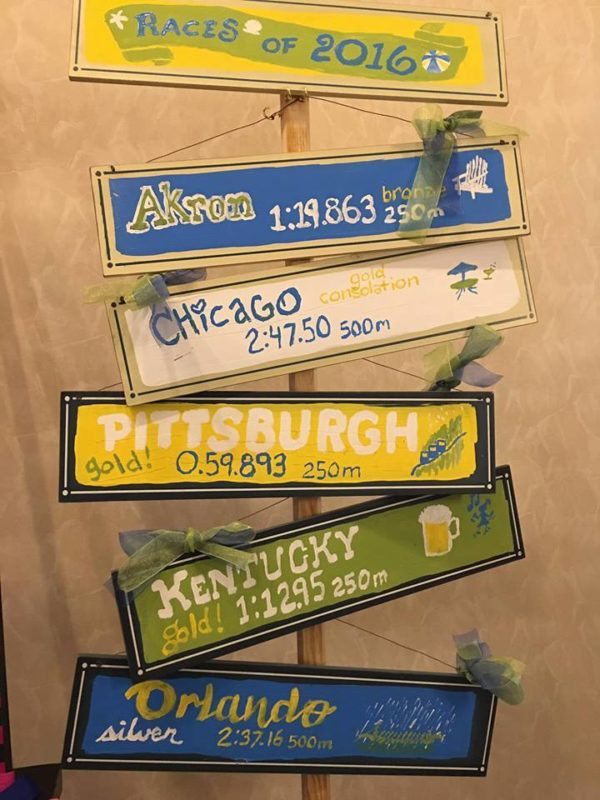 RACES OF 2016
Akron 1:19.863 bronze 250m
CHiCaGO gold consolation
2:47.50 500m
PITTSBURGH
gold! 0.59.893 250m
KENTUCKY
gold! 1:12.95 250m
Orlando
silver 2:37.16 500m